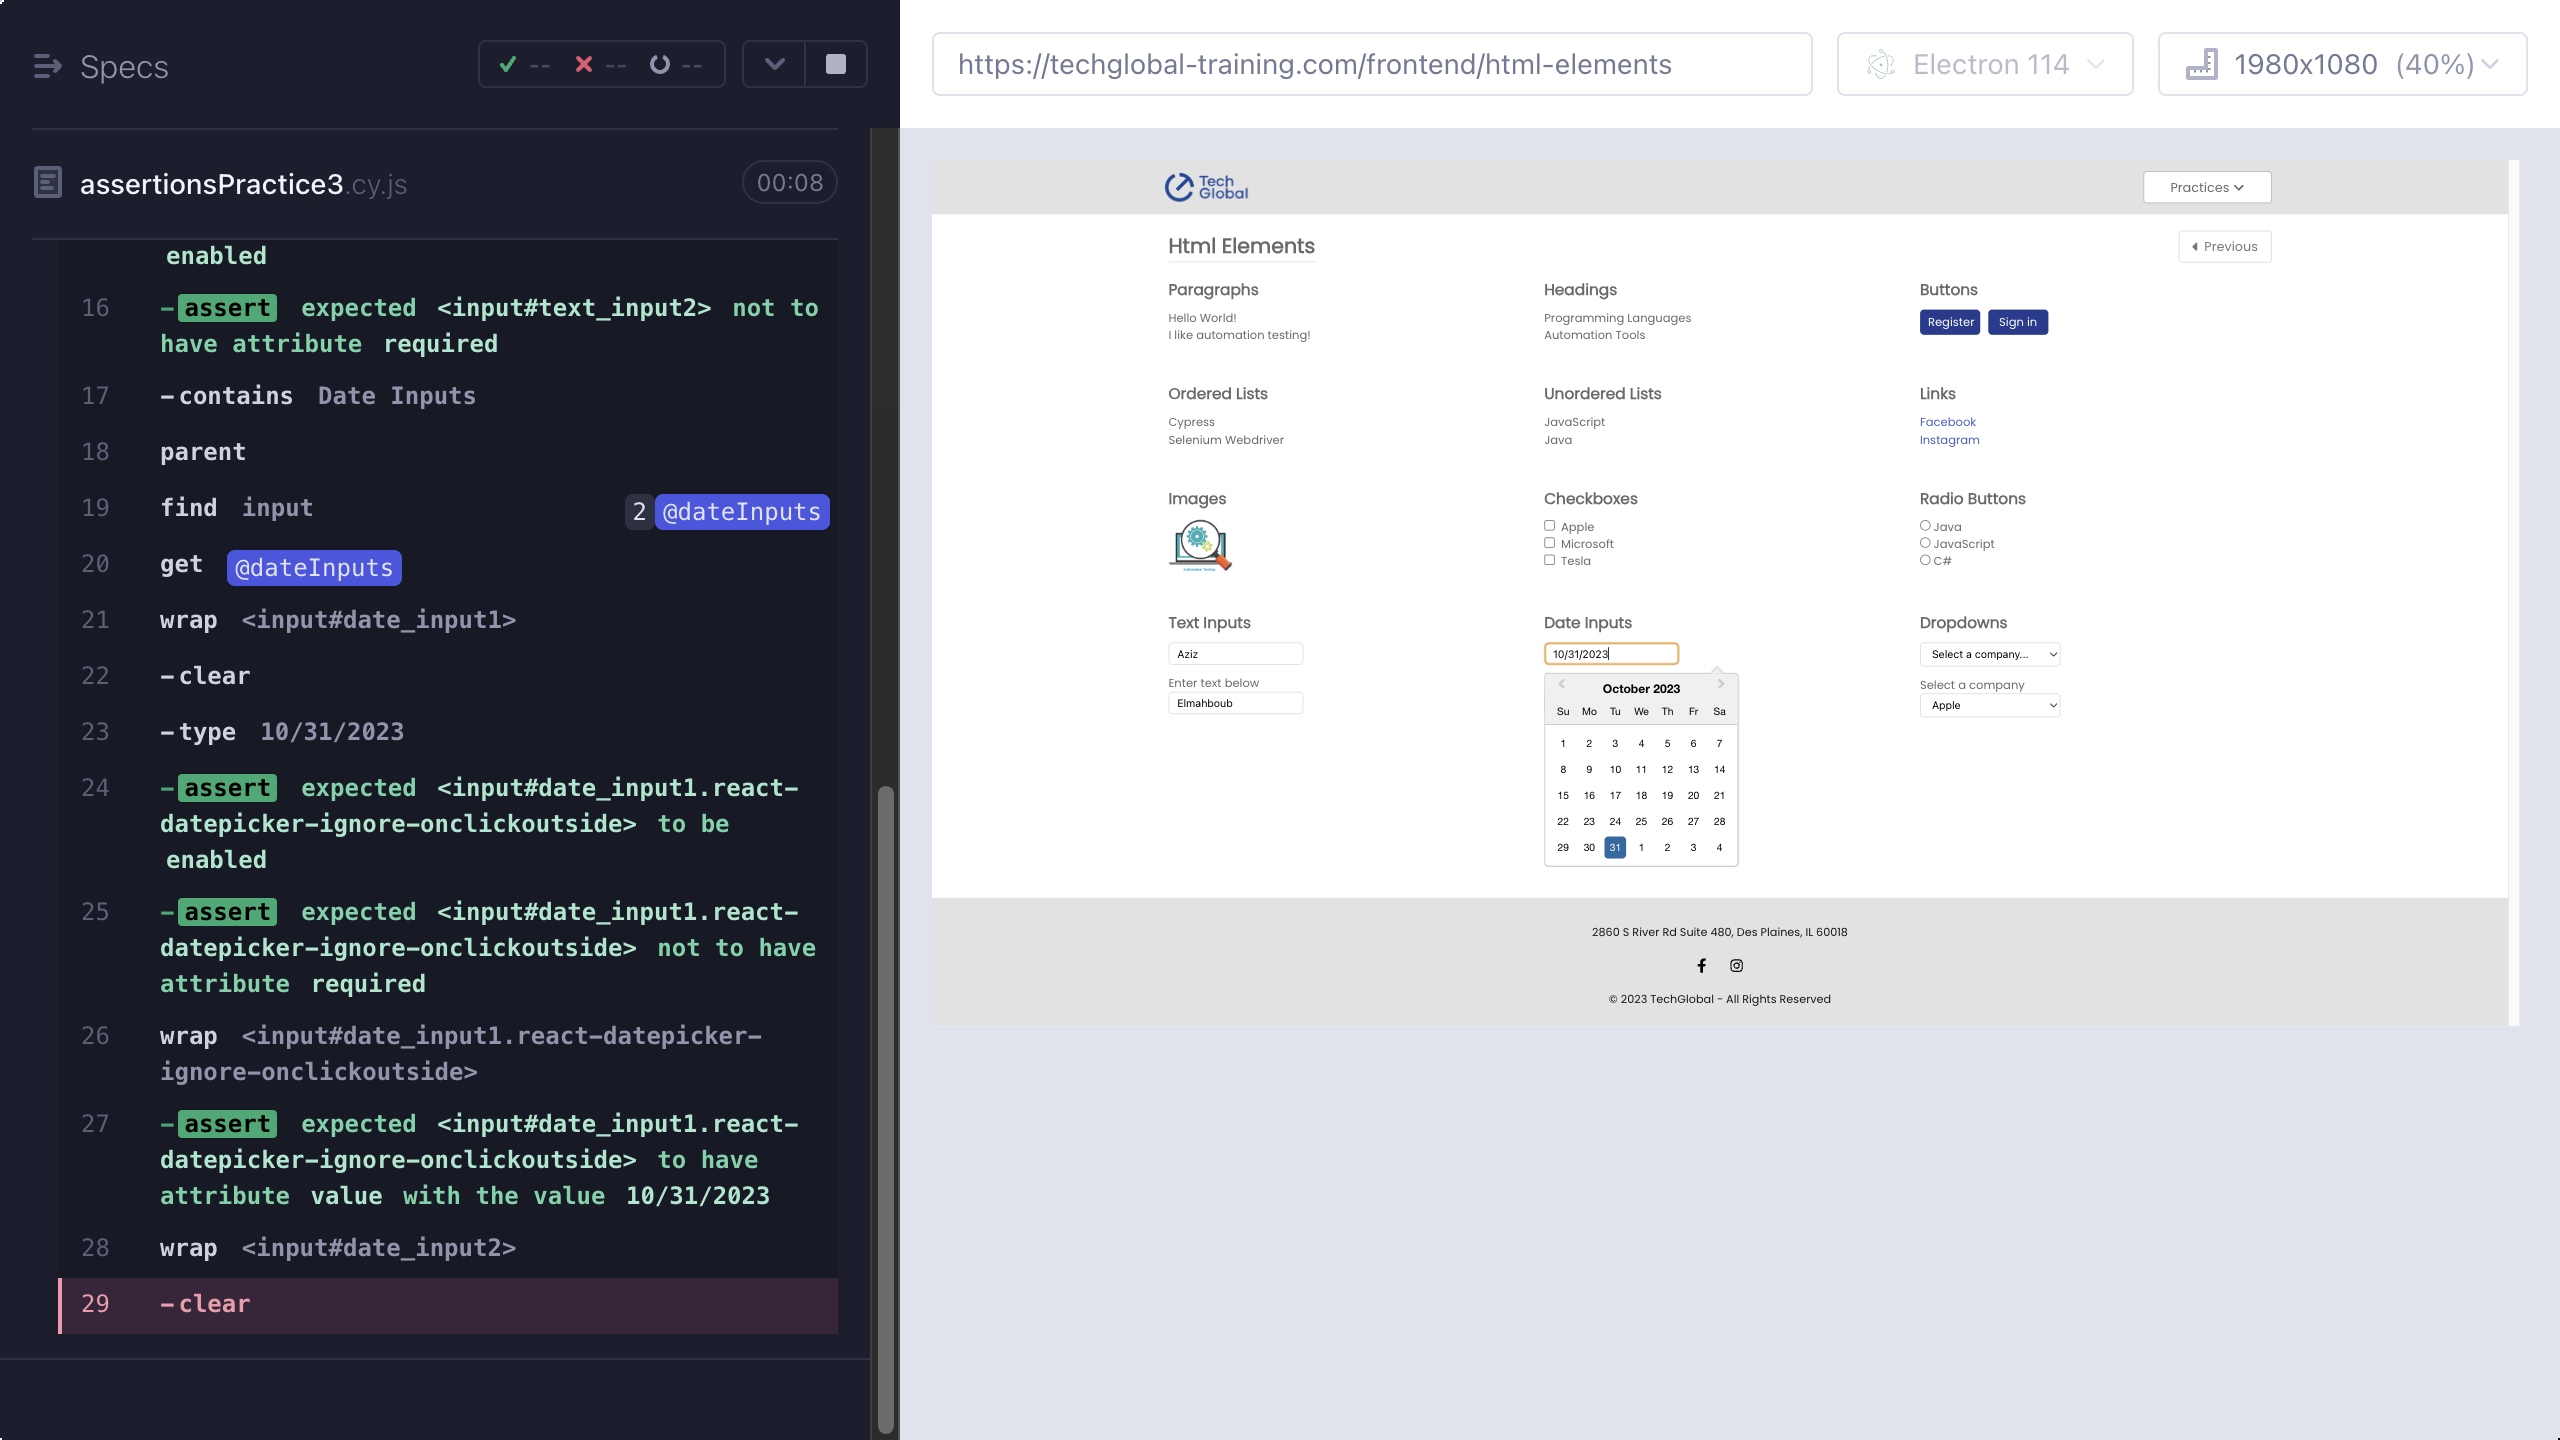 Specs
-- -- --
assertionsPractice3.cy.js
00:08
enabled
16 -assert expected <input#text_input2> not to
have attribute required
17 -contains Date Inputs
18 parent
19 find input 2 @dateInputs
20 get @dateInputs
21 wrap <input#date_input1>
22 -clear
23 -type 10/31/2023
24 -assert expected <input#date_input1.react-
datepicker-ignore-onclickoutside> to be
enabled
25 -assert expected <input#date_input1.react-
datepicker-ignore-onclickoutside> not to have
attribute required
26 wrap <input#date_input1.react-datepicker-
ignore-onclickoutside>
27 -assert expected <input#date_input1.react-
datepicker-ignore-onclickoutside> to have
attribute value with the value 10/31/2023
28 wrap <input#date_input2>
29 -clear
https://techglobal-training.com/frontend/html-elements
Electron 114
1980x1080 (40%)
Tech
Global
Practices
Html Elements
Previous
Paragraphs
Hello World!
I like automation testing!
Headings
Programming Languages
Automation Tools
Buttons
Register Sign in
Ordered Lists
Cypress
Selenium Webdriver
Unordered Lists
JavaScript
Java
Links
Facebook
Instagram
Images
Checkboxes
Apple
Microsoft
Tesla
Radio Buttons
Java
JavaScript
C#
Text Inputs
Aziz
Enter text below
Elmahboub
Date Inputs
10/31/2023
October 2023
Su Mo Tu We Th Fr Sa
1 2 3 4 5 6 7
8 9 10 11 12 13 14
15 16 17 18 19 20 21
22 23 24 25 26 27 28
29 30 31 1 2 3 4
Dropdowns
Select a company...
Select a company
Apple
2860 S River Rd Suite 480, Des Plaines, IL 60018
© 2023 TechGlobal - All Rights Reserved